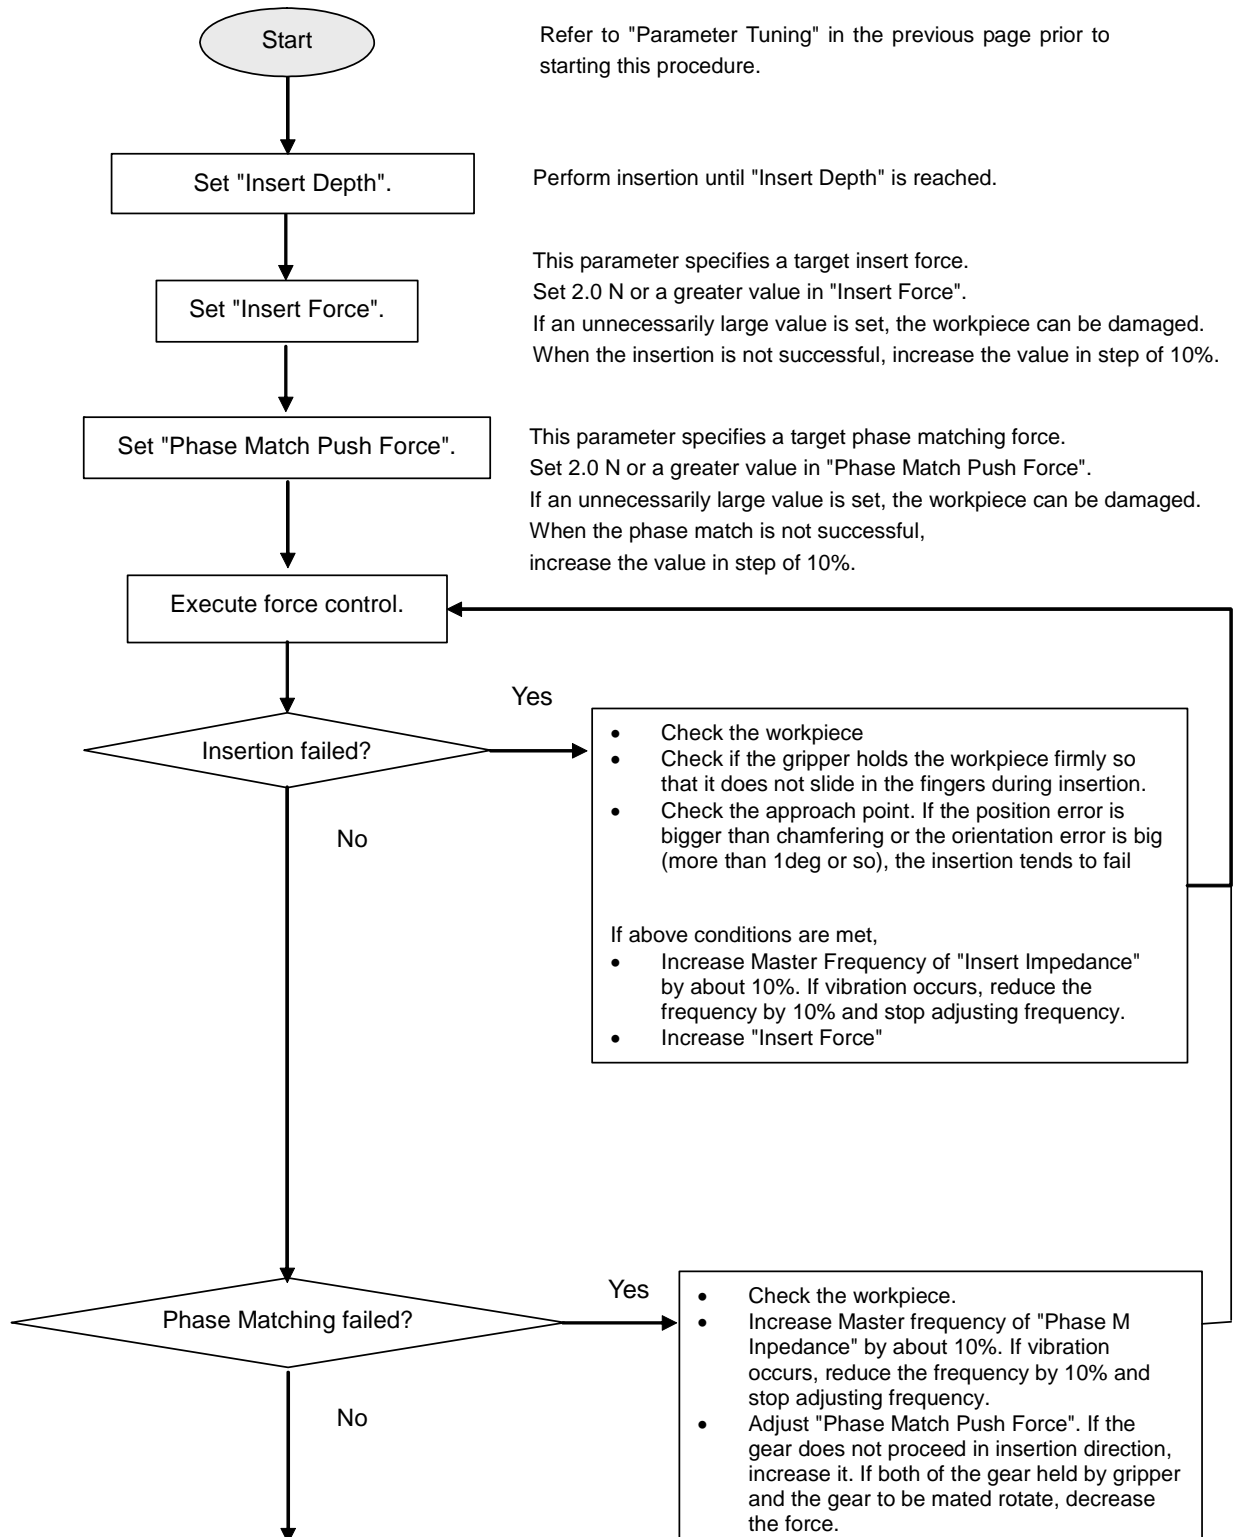 Start
Refer to "Parameter Tuning" in the previous page prior to
starting this procedure.
Set "Insert Depth".
Perform insertion until "Insert Depth" is reached.
Set "Insert Force".
This parameter specifies a target insert force.
Set 2.0 N or a greater value in "Insert Force".
If an unnecessarily large value is set, the workpiece can be damaged.
When the insertion is not successful, increase the value in step of 10%.
Set "Phase Match Push Force".
This parameter specifies a target phase matching force.
Set 2.0 N or a greater value in "Phase Match Push Force".
If an unnecessarily large value is set, the workpiece can be damaged.
When the phase match is not successful,
increase the value in step of 10%.
Execute force control.
Insertion failed?
Yes
No
• Check the workpiece
• Check if the gripper holds the workpiece firmly so
that it does not slide in the fingers during insertion.
• Check the approach point. If the position error is
bigger than chamfering or the orientation error is big
(more than 1deg or so), the insertion tends to fail
If above conditions are met,
• Increase Master Frequency of "Insert Impedance"
by about 10%. If vibration occurs, reduce the
frequency by 10% and stop adjusting frequency.
• Increase "Insert Force"
Phase Matching failed?
Yes
No
• Check the workpiece.
• Increase Master frequency of "Phase M
Inpedance" by about 10%. If vibration
occurs, reduce the frequency by 10% and
stop adjusting frequency.
• Adjust "Phase Match Push Force". If the
gear does not proceed in insertion direction,
increase it. If both of the gear held by gripper
and the gear to be mated rotate, decrease
the force.